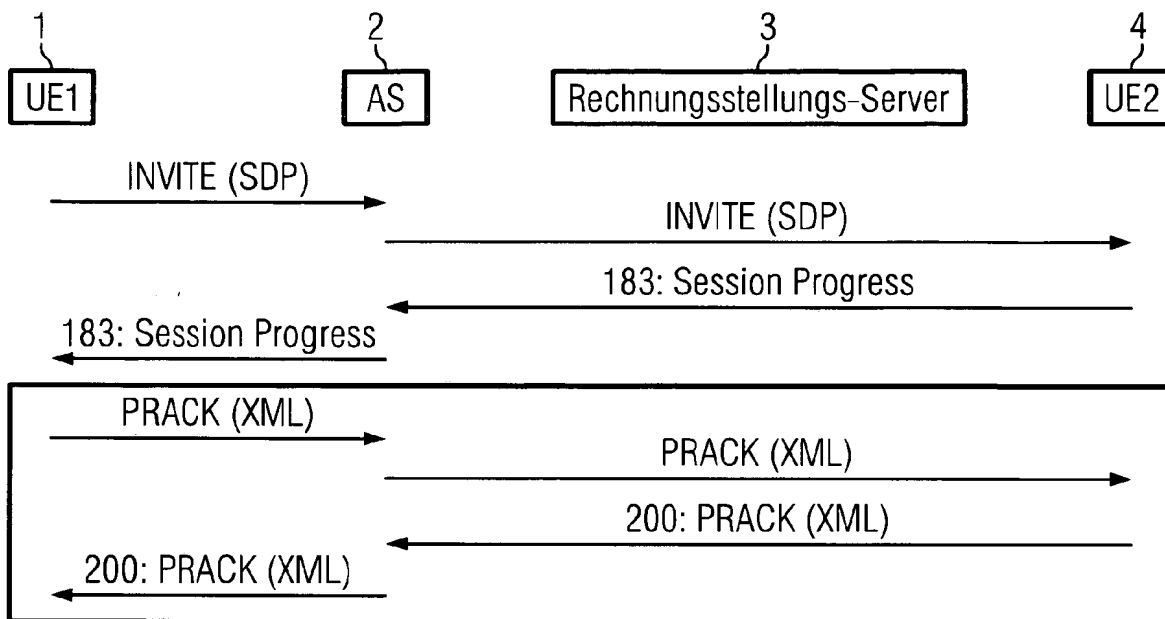 1 2 3 4
UE1 AS Rechnungsstellungs-Server UE2
INVITE (SDP)
INVITE (SDP)
183: Session Progress
183: Session Progress
PRACK (XML)
PRACK (XML)
200: PRACK (XML)
200: PRACK (XML)